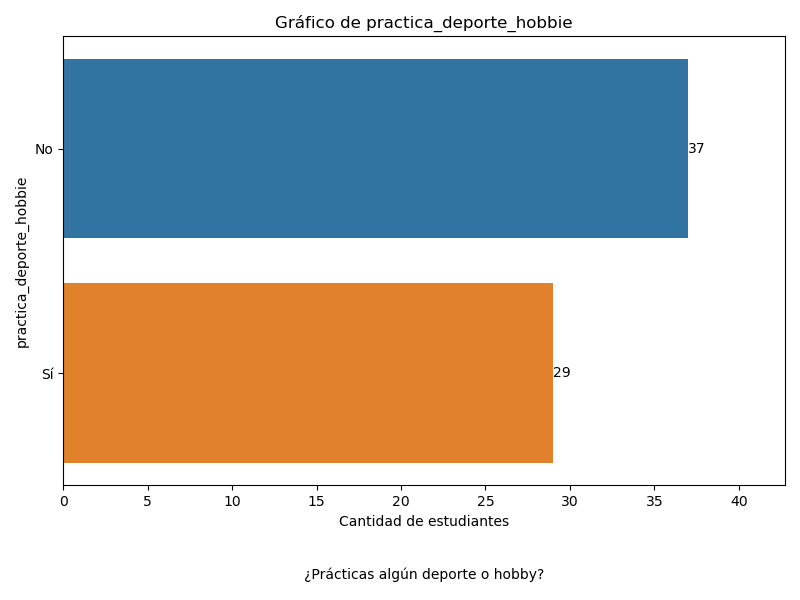 Gráfico de practica_deporte_hobbie
practica_deporte_hobbie
No
37
Sí
29
0 5 10 15 20 25 30 35 40
Cantidad de estudiantes
¿Prácticas algún deporte o hobby?